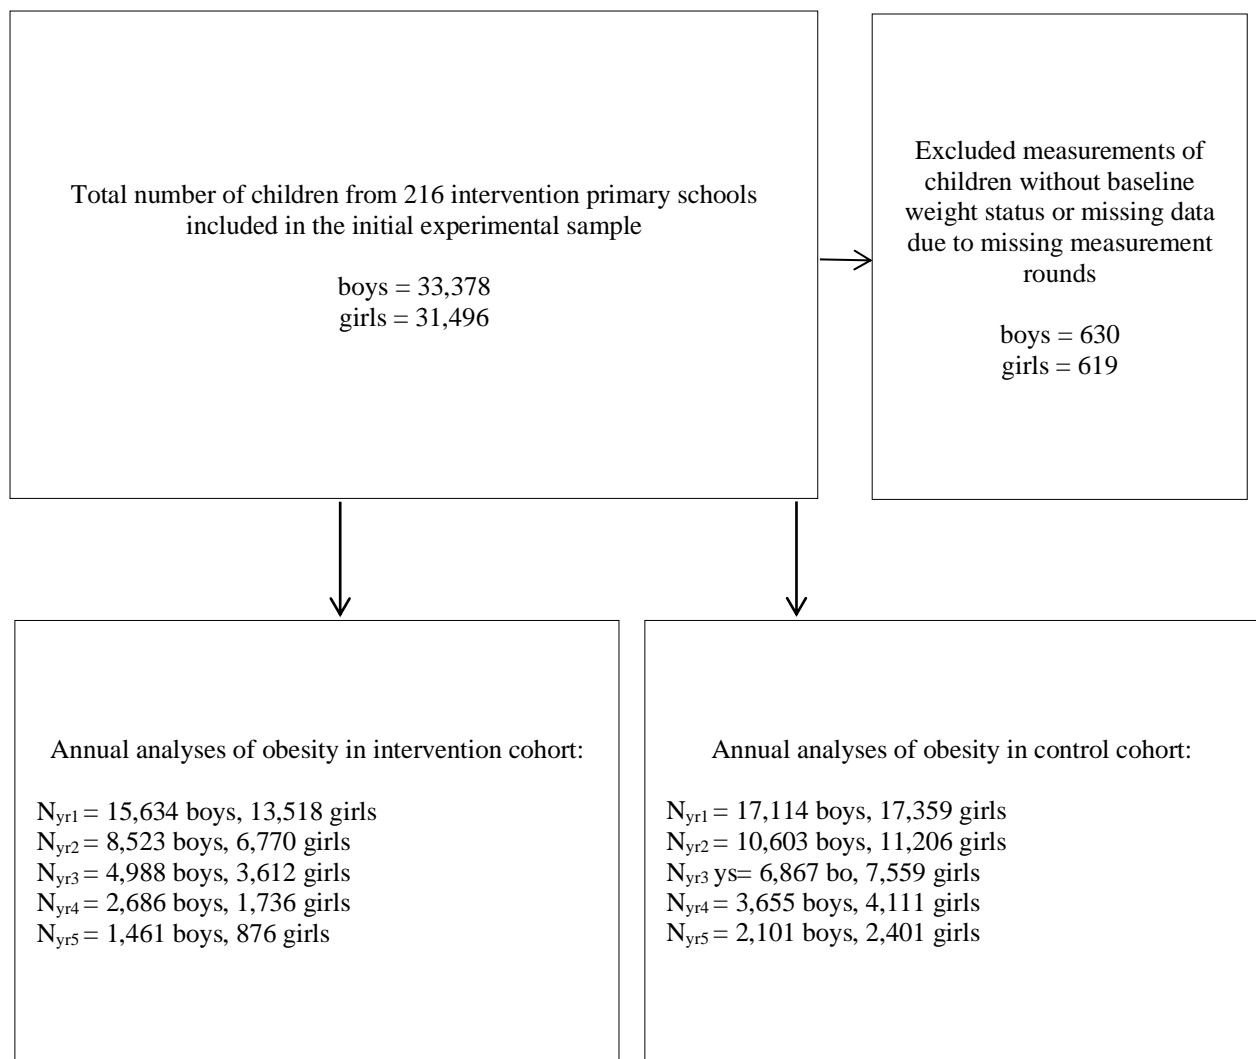 Total number of children from 216 intervention primary schools
included in the initial experimental sample
boys = 33,378
girls = 31,496
Excluded measurements of
children without baseline
weight status or missing data
due to missing measurement
rounds
boys = 630
girls = 619
Annual analyses of obesity in intervention cohort:
Nyr1 = 15,634 boys, 13,518 girls
Nyr2 = 8,523 boys, 6,770 girls
Nyr3 = 4,988 boys, 3,612 girls
Nyr4 = 2,686 boys, 1,736 girls
Nyr5 = 1,461 boys, 876 girls
Annual analyses of obesity in control cohort:
Nyr1 = 17,114 boys, 17,359 girls
Nyr2 = 10,603 boys, 11,206 girls
Nyr3 ys= 6,867 bo, 7,559 girls
Nyr4 = 3,655 boys, 4,111 girls
Nyr5 = 2,101 boys, 2,401 girls